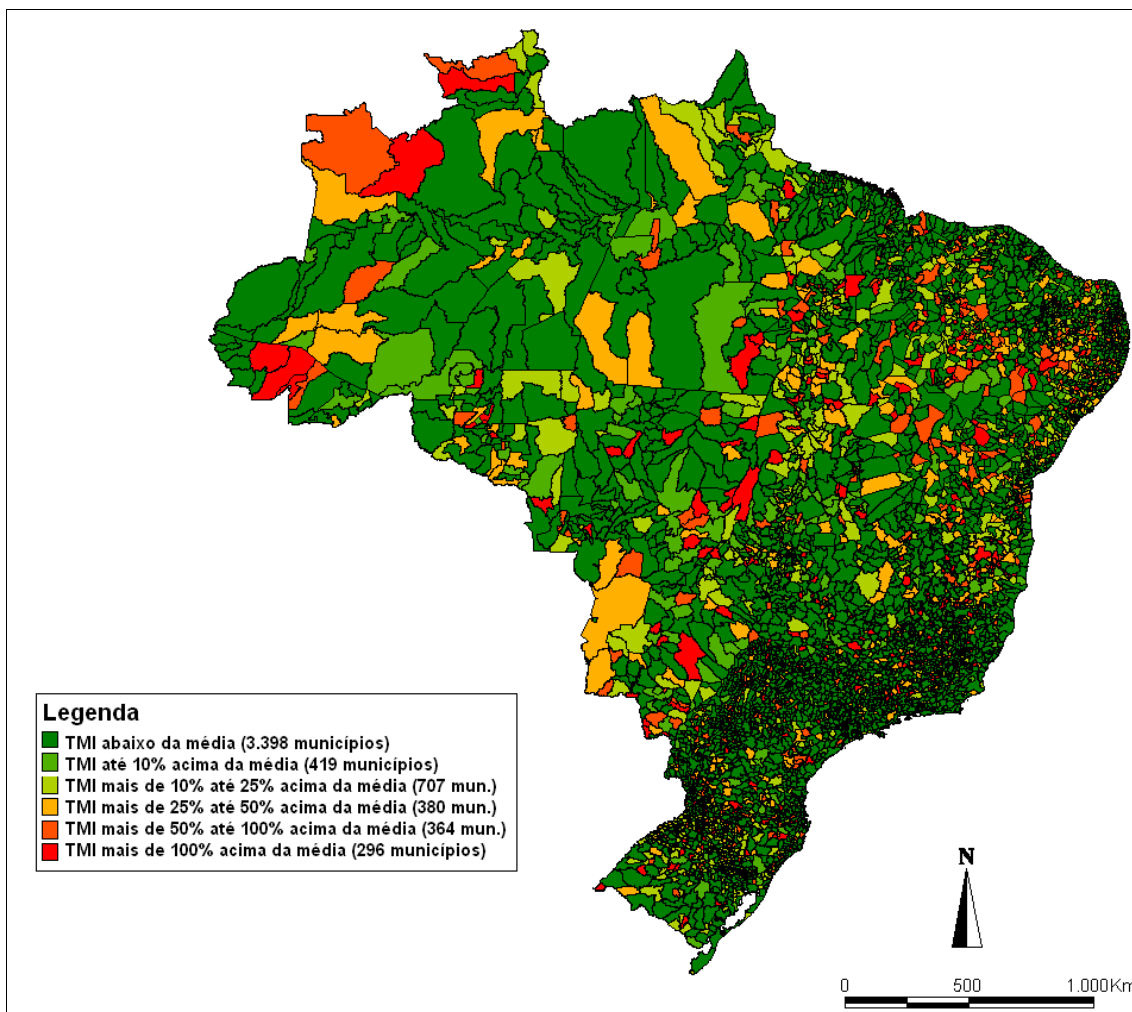 Legenda
TMI abaixo da média (3.398 municípios)
TMI até 10% acima da média (419 municípios)
TMI mais de 10% até 25% acima da média (707 mun.)
TMI mais de 25% até 50% acima da média (380 mun.)
TMI mais de 50% até 100% acima da média (364 mun.)
TMI mais de 100% acima da média (296 municípios)
N
0 500 1.000Km